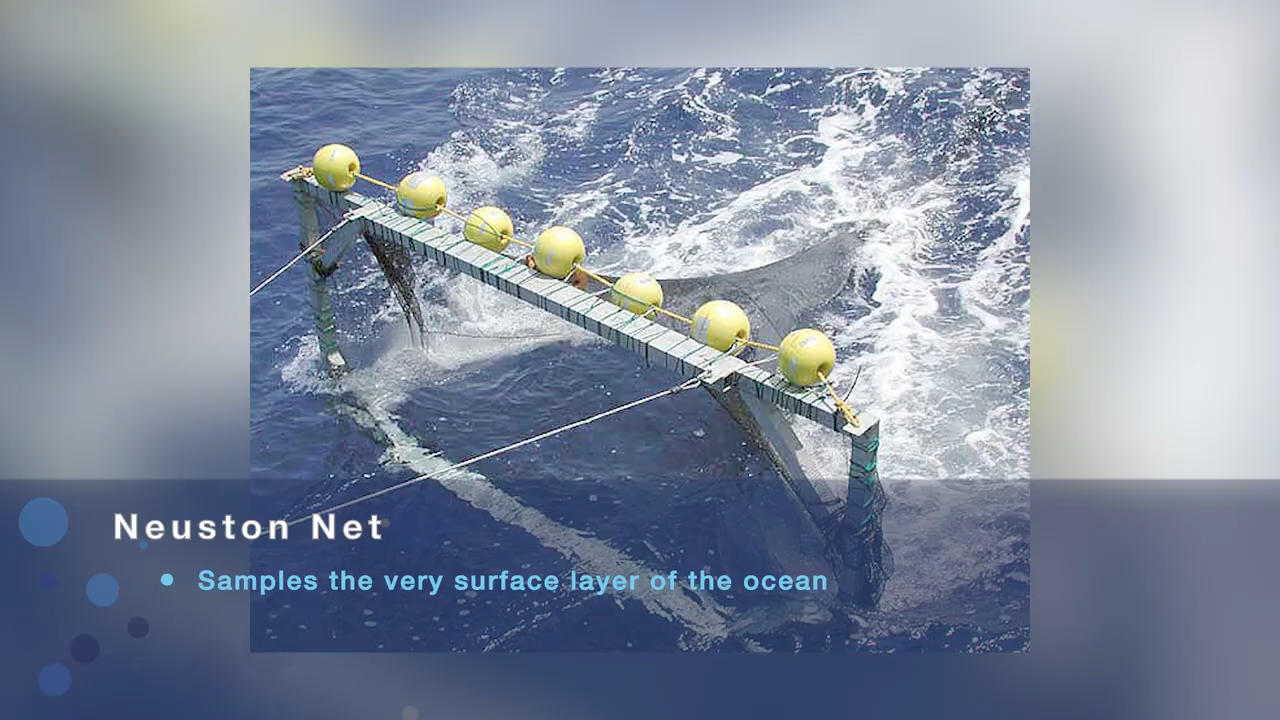 Neuston Net
• Samples the very surface layer of the ocean